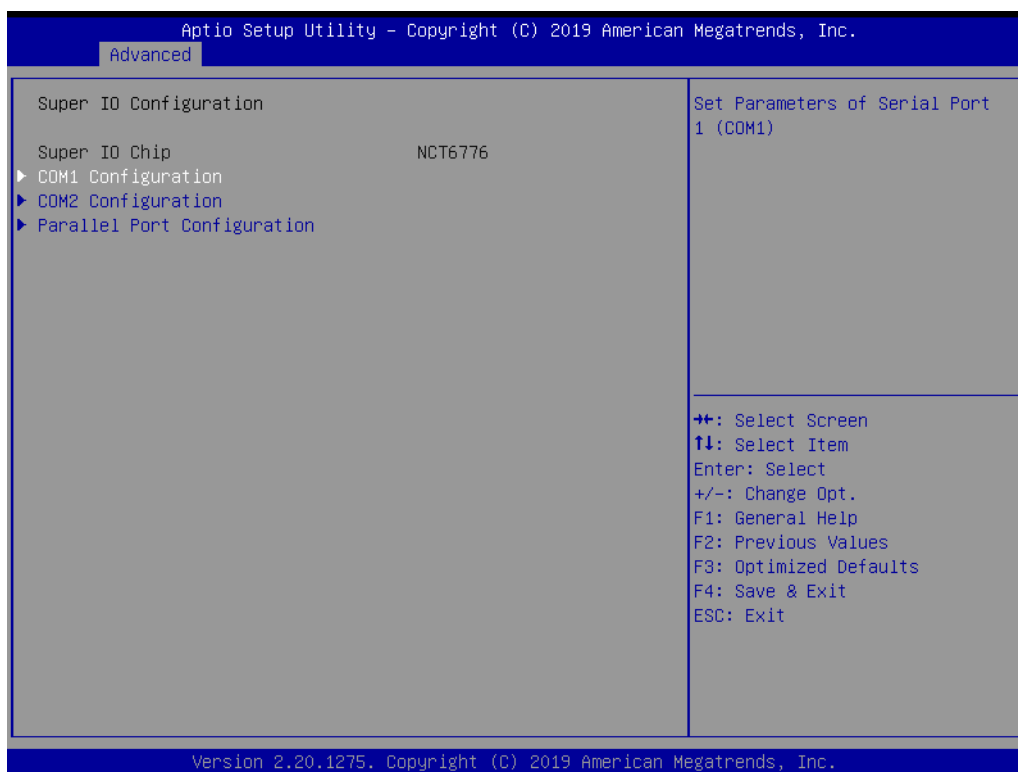 Aptio Setup Utility – Copyright (C) 2019 American Megatrends, Inc.
Advanced
Super IO Configuration
Super IO Chip NCT6776
► COM1 Configuration
► COM2 Configuration
► Parallel Port Configuration
Set Parameters of Serial Port
1 (COM1)
→←: Select Screen
↑↓: Select Item
Enter: Select
+/-: Change Opt.
F1: General Help
F2: Previous Values
F3: Optimized Defaults
F4: Save & Exit
ESC: Exit
Version 2.20.1275. Copyright (C) 2019 American Megatrends, Inc.